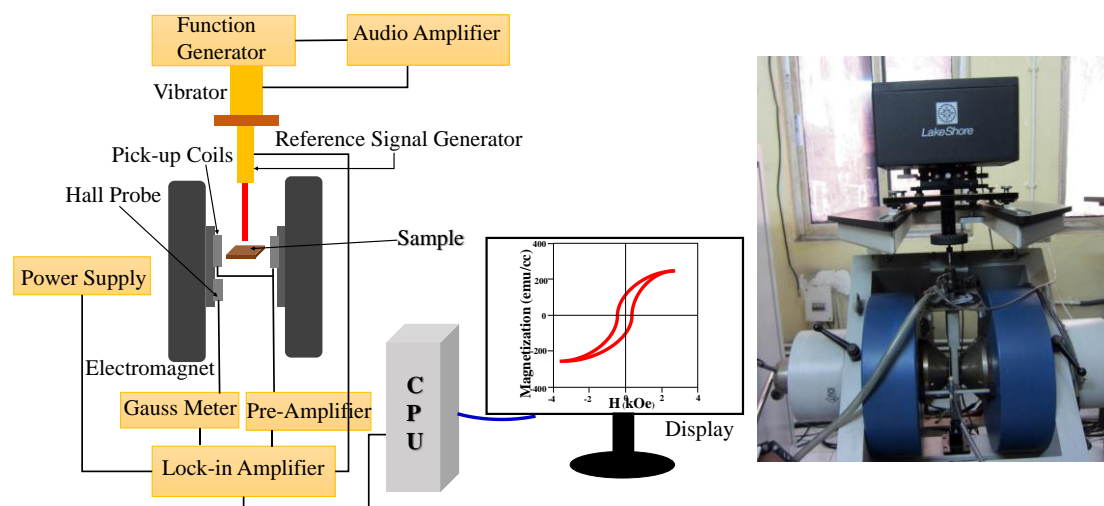 Function
Generator
Audio Amplifier
Vibrator
Reference Signal Generator
Pick-up Coils
Hall Probe
Sample
Power Supply
Electromagnet
Gauss Meter
Pre-Amplifier
Lock-in Amplifier
C
P
U
Magnetization (emu/cc)
400
200
0
-200
-400
-4
-2
0
2
4
H (kOe)
Display
LakeShore